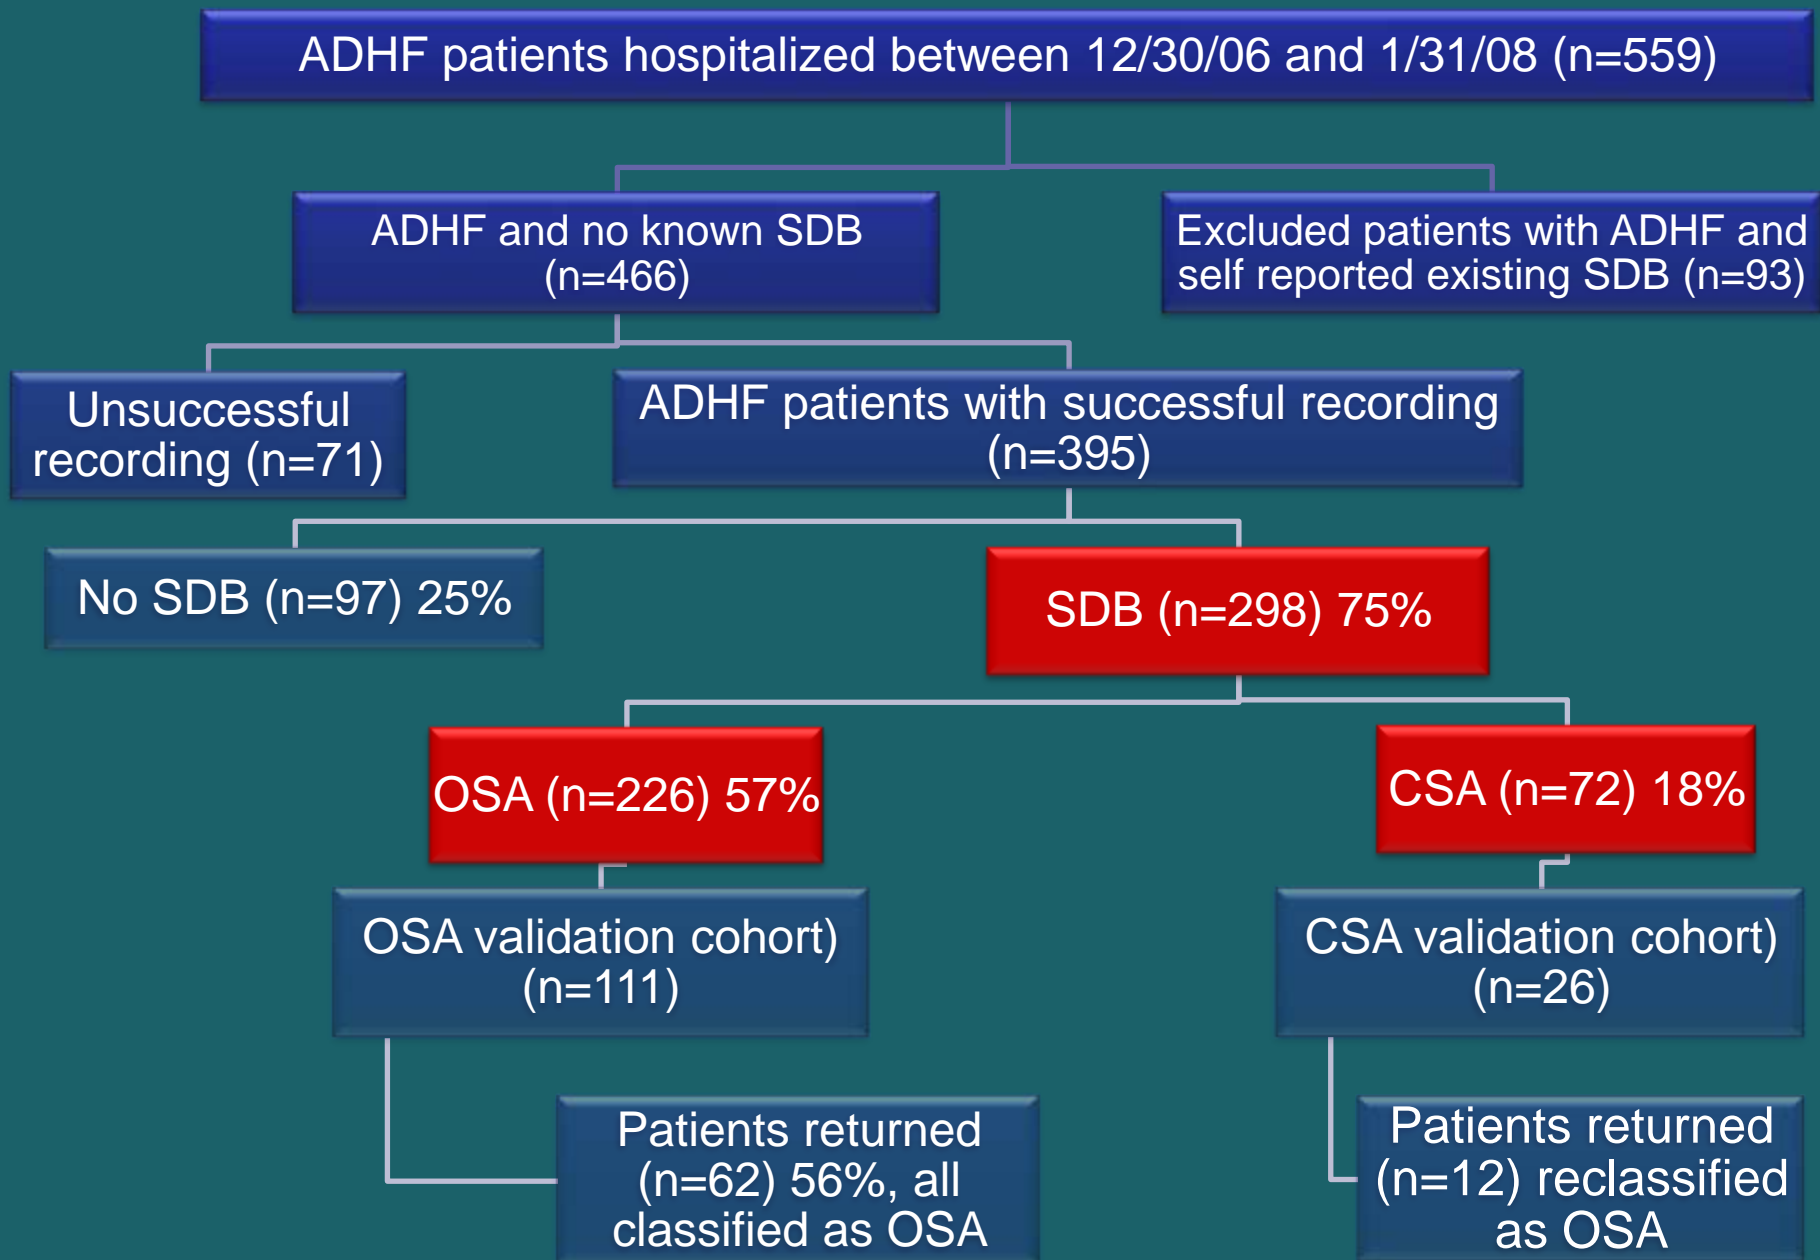 ADHF patients hospitalized between 12/30/06 and 1/31/08 (n=559)
ADHF and no known SDB
(n=466)
Excluded patients with ADHF and
self reported existing SDB (n=93)
Unsuccessful
recording (n=71)
ADHF patients with successful recording
(n=395)
No SDB (n=97) 25%
SDB (n=298) 75%
OSA (n=226) 57%
CSA (n=72) 18%
OSA validation cohort)
(n=111)
CSA validation cohort)
(n=26)
Patients returned
(n=62) 56%, all
classified as OSA
Patients returned
(n=12) reclassified
as OSA